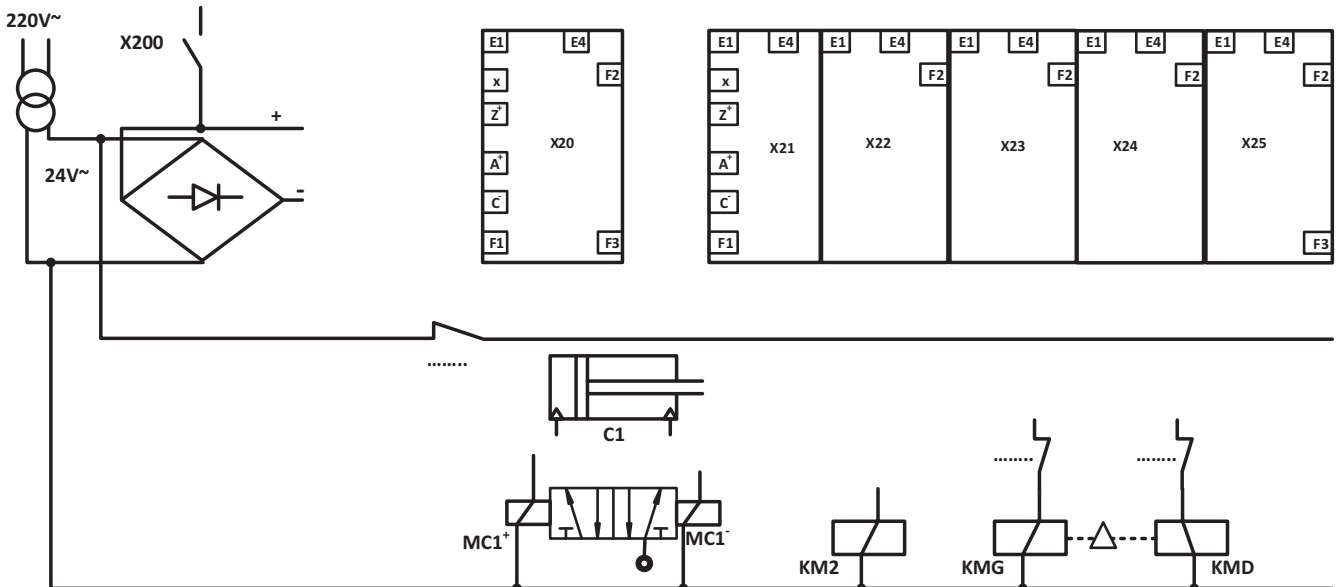 220V~
X200
+
24V~
-
E1 E4
x F2
Z+
X20
A+
C-
F1 F3
E1 E4 E1 E4 E1 E4 E1 E4 E1 E4
x F2 F2 F2 F2
Z+
X21 X22 X23 X24 X25
A+
C-
F1 F3
........
C1
........ ........
MC1+ MC1- KM2 KMG KMD